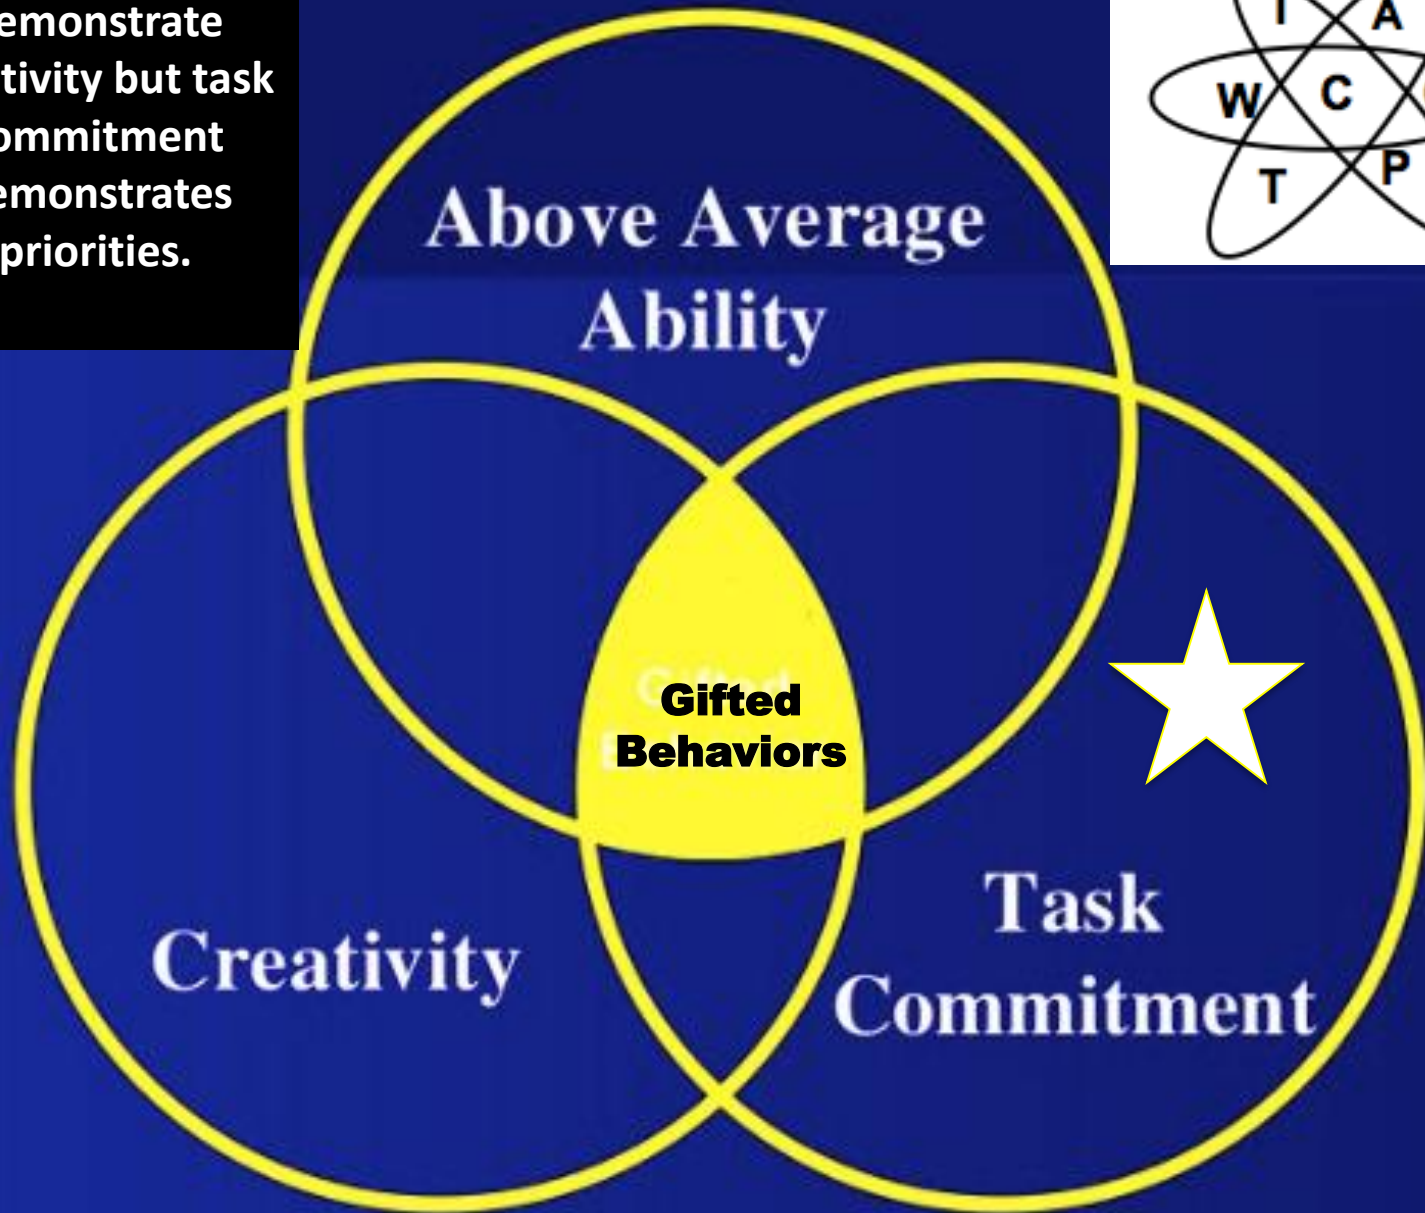 emonstrate
tivity but task
ommitment
emonstrates
priorities.
I A
W C
T P
Above Average
Ability
Gifted
Behaviors
Creativity
Task
Commitment